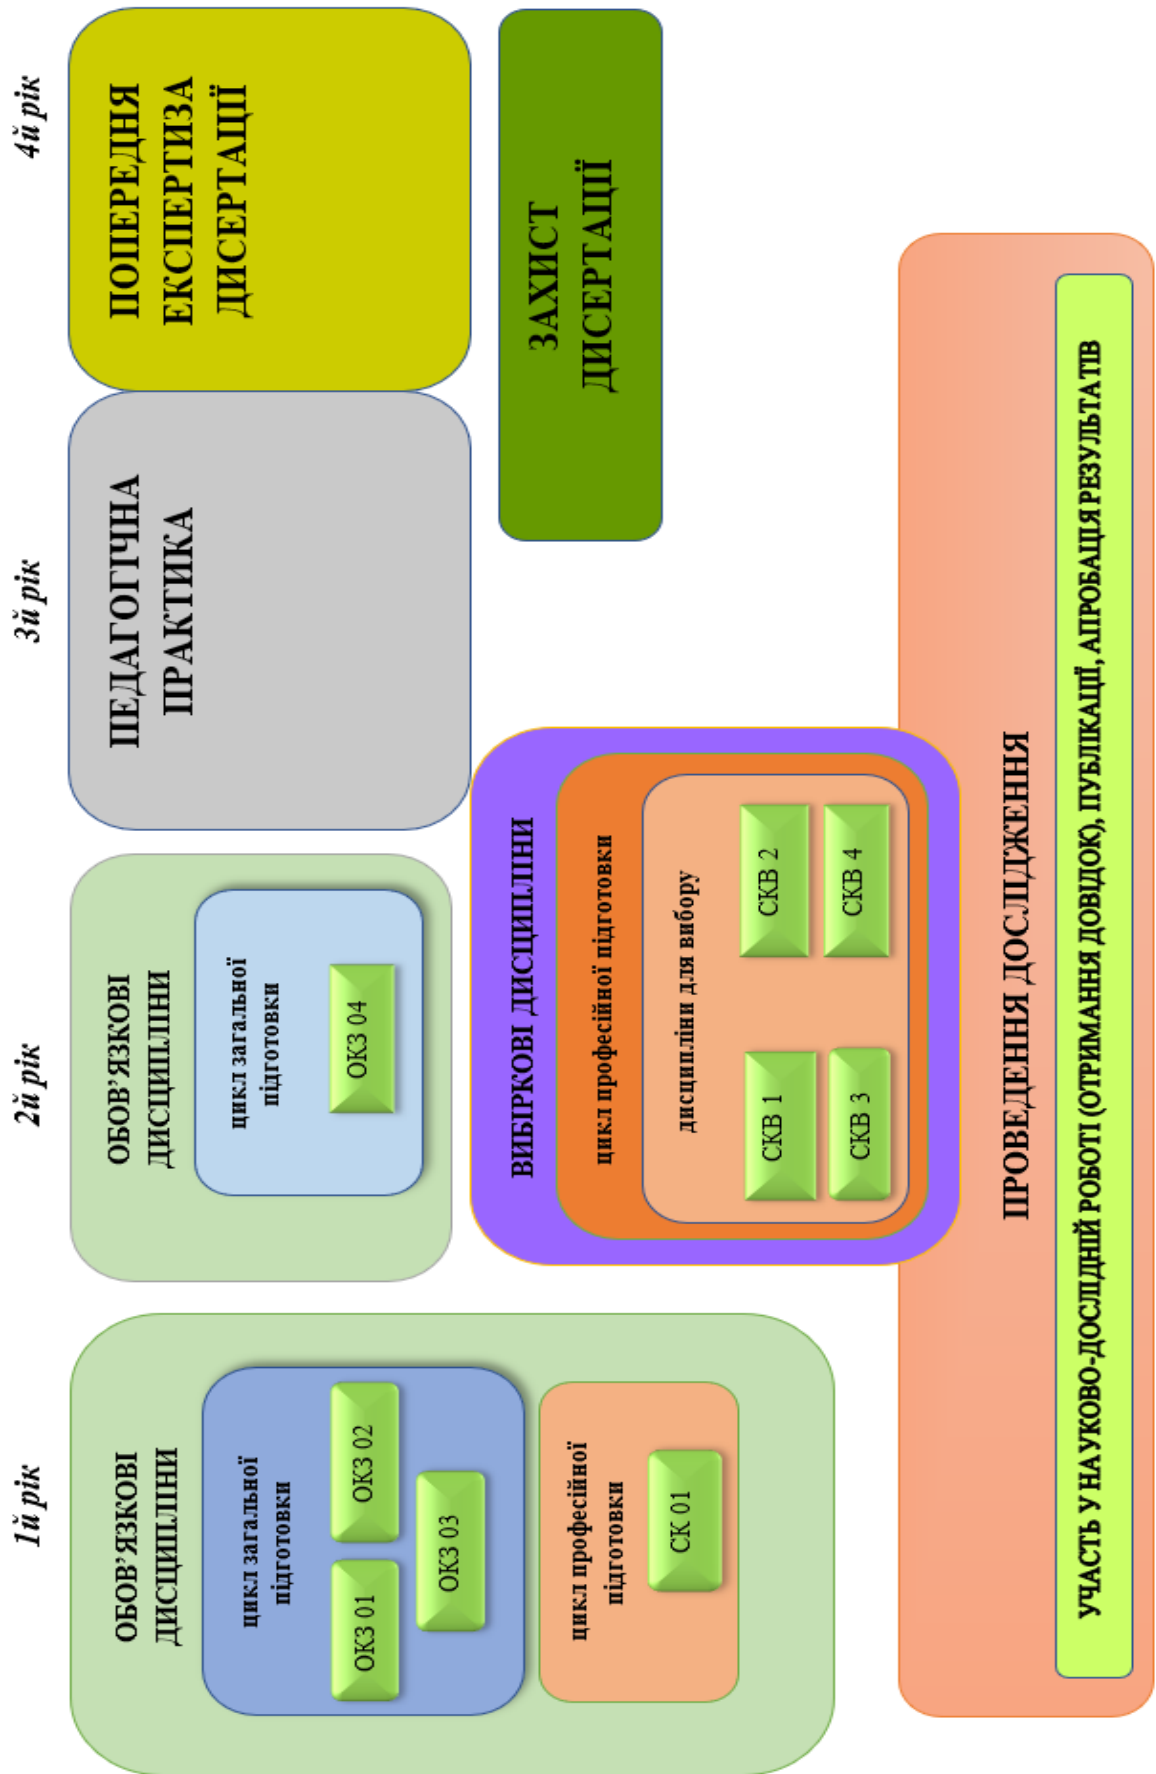 1й рік
2й рік
3й рік
4й рік
ОБОВ’ЯЗКОВІ
ДИСЦИПЛІНИ
цикл загальної
підготовки
ОКЗ 01
ОКЗ 02
ОКЗ 03
цикл професійної
підготовки
СК 01
ОБОВ’ЯЗКОВІ
ДИСЦИПЛІНИ
цикл загальної
підготовки
ОКЗ 04
ВИБІРКОВІ ДИСЦИПЛІНИ
цикл професійної підготовки
дисципліни для вибору
СКВ 1
СКВ 2
СКВ 3
СКВ 4
ПЕДАГОГІЧНА
ПРАКТИКА
ПОПЕРЕДНЯ
ЕКСПЕРТИЗА
ДИСЕРТАЦІЇ
ЗАХИСТ
ДИСЕРТАЦІЇ
ПРОВЕДЕННЯ ДОСЛІДЖЕННЯ
УЧАСТЬ У НАУКОВО-ДОСЛІДНІЙ РОБОТІ (ОТРИМАННЯ ДОВІДОК), ПУБЛІКАЦІЇ, АПРОБАЦІЯ РЕЗУЛЬТАТІВ